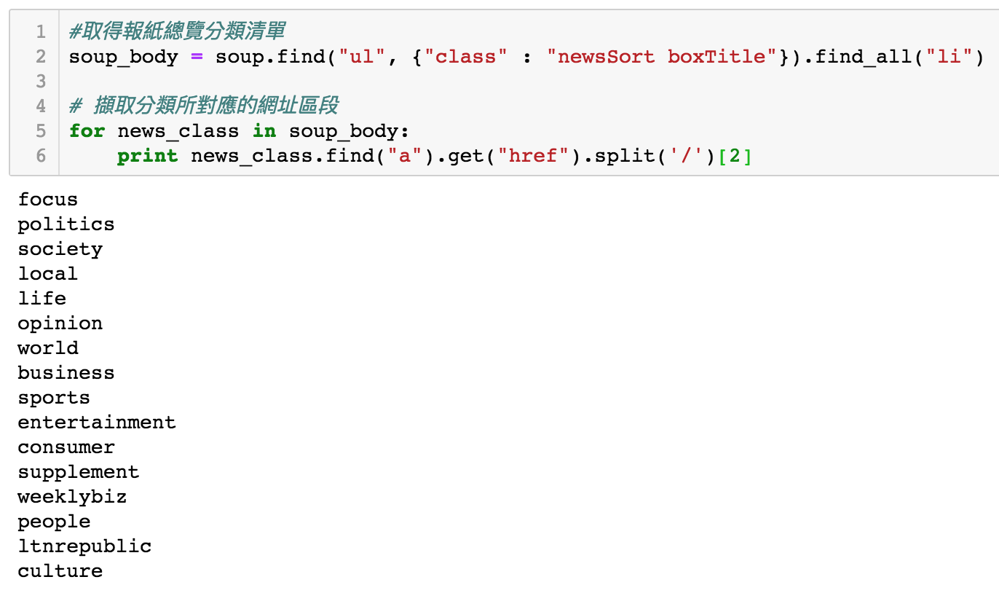 1 #取得報紙總覽分類清單
2 soup_body = soup.find("ul", {"class" : "newsSort boxTitle"}).find_all("li")
3
4 # 擷取分類所對應的網址區段
5 for news_class in soup_body:
6     print news_class.find("a").get("href").split('/')[2]
focus
politics
society
local
life
opinion
world
business
sports
entertainment
consumer
supplement
weeklybiz
people
ltnrepublic
culture